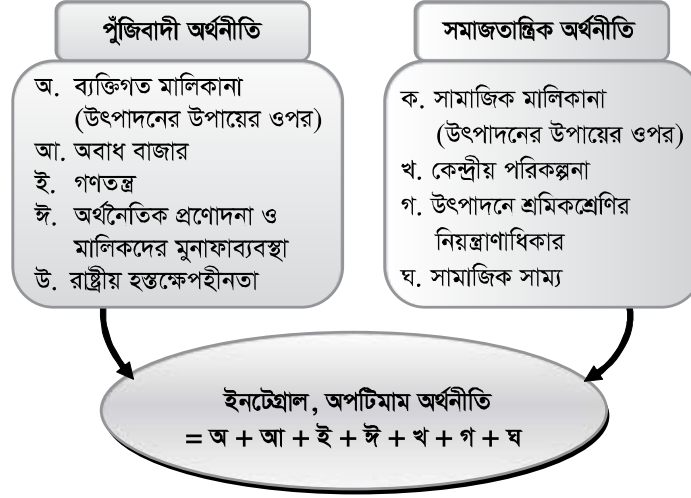 পুঁজিবাদী অর্থনীতি
অ. ব্যক্তিগত মালিকানা
(উৎপাদনের উপায়ের ওপর)
আ. অবাধ বাজার
ই. গণতন্ত্র
ঈ. অর্থনৈতিক প্রণোদনা ও
মালিকদের মুনাফাব্যবস্থা
উ. রাষ্ট্রীয় হস্তক্ষেপহীনতা
সমাজতান্ত্রিক অর্থনীতি
ক. সামাজিক মালিকানা
(উৎপাদনের উপায়ের ওপর)
খ. কেন্দ্রীয় পরিকল্পনা
গ. উৎপাদনে শ্রমিকশ্রেণির
নিয়ন্ত্রাণাধিকার
ঘ. সামাজিক সাম্য
ইনটেগ্রাল, অপটিমাম অর্থনীতি
= অ + আ + ই + ঈ + খ + গ + ঘ